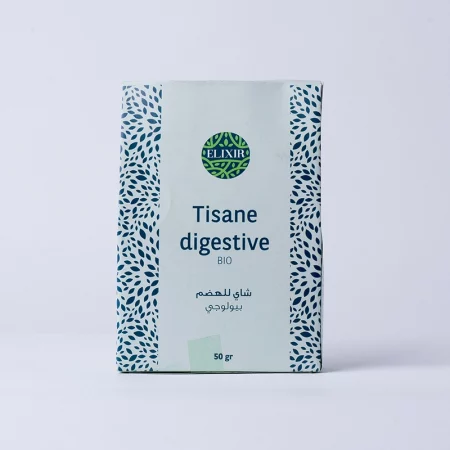 ELIXIR
Tisane
digestive
BIO
شاي للهضم
بيولوجي
50 gr